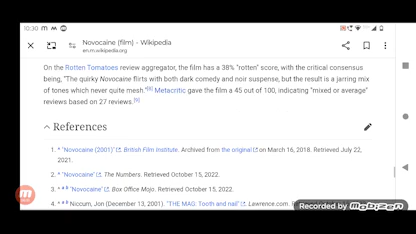 10:30
Novocaine (film) - Wikipedia
en.m.wikipedia.org
On the Rotten Tomatoes review aggregator, the film has a 38% "rotten" score, with the critical consensus
being, "The quirky Novocaine flirts with both dark comedy and noir suspense, but the result is a jarring mix
of tones which never quite mesh."[8] Metacritic gave the film a 45 out of 100, indicating "mixed or average"
reviews based on 27 reviews.[9]
References
1. ^ "Novocaine (2001)". British Film Institute. Archived from the original on March 16, 2018. Retrieved July 22,
2021.
2. ^ "Novocaine". The Numbers. Retrieved October 15, 2022.
3. ^ a b "Novocaine". Box Office Mojo. Retrieved October 15, 2022.
4. ^ a b Niccum, Jon (December 13, 2001). "THE MAG: Tooth and nail". Lawrence.com.
Recorded by Mobizen